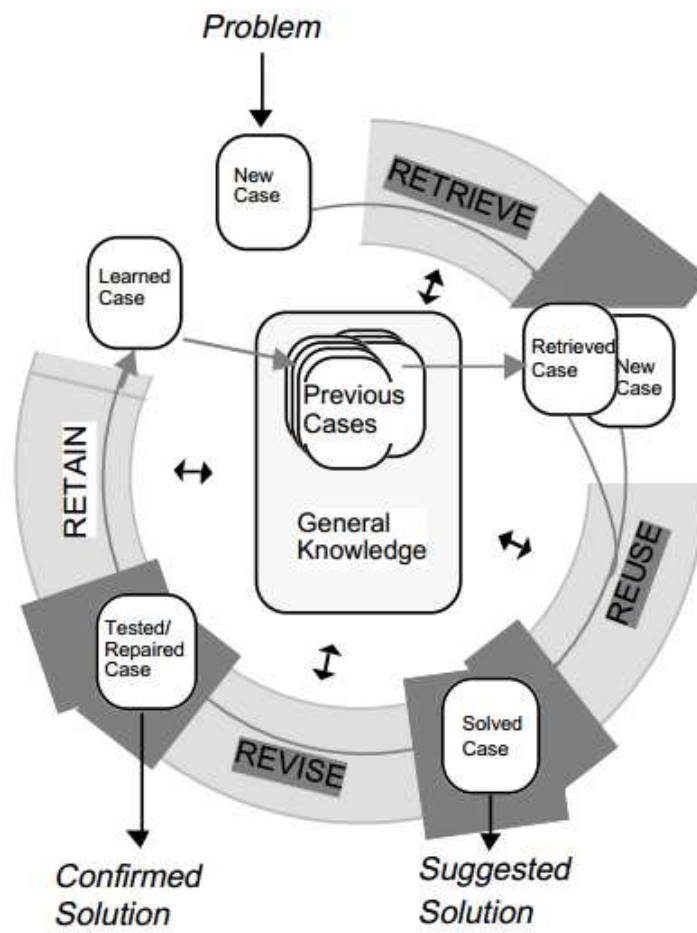 Problem
New
Case
RETRIEVE
Learned
Case
Retrieved
Case
New
Case
Previous
Cases
RETAIN
General
Knowledge
REUSE
Tested/
Repaired
Case
Solved
Case
REVISE
Confirmed
Solution
Suggested
Solution